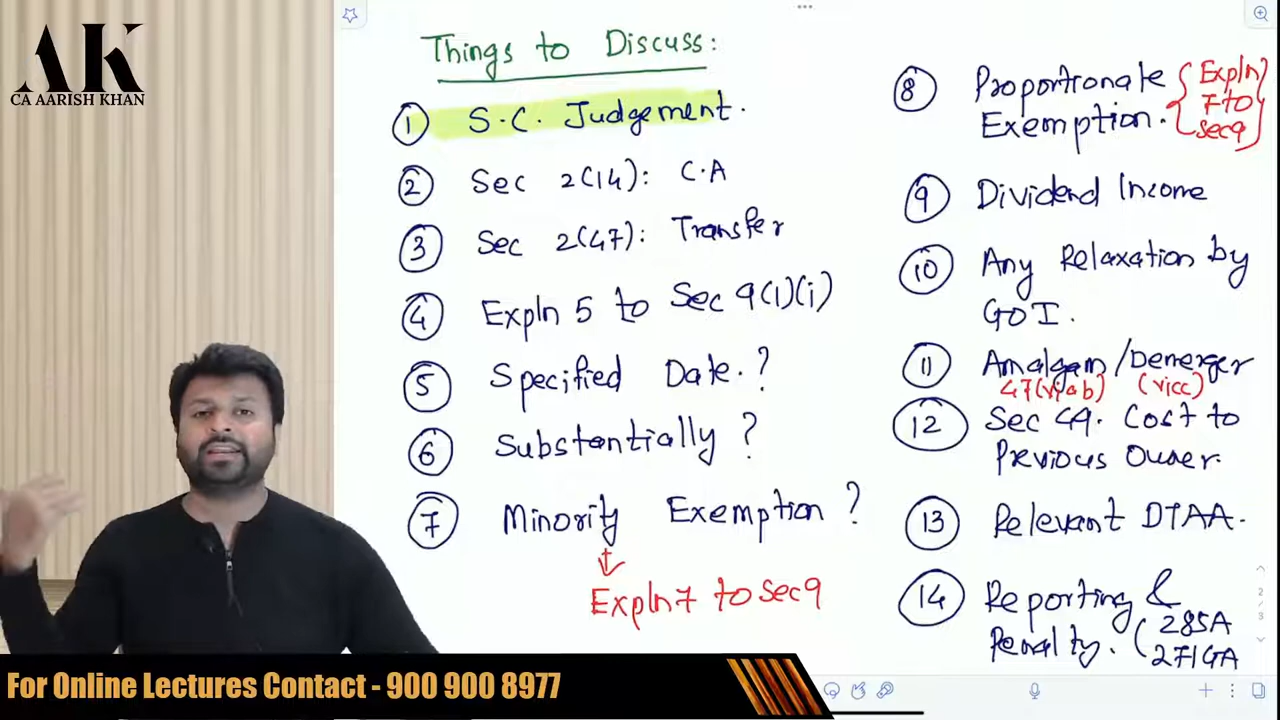 AK
CA AARISH KHAN
Things to Discuss:
1 S.C. Judgement.
2 Sec 2(14): C.A
3 Sec 2(47): Transfer
4 Expln 5 to Sec 9(1)(i)
5 Specified Date.?
6 Substantially ?
7 Minority Exemption ?
Expln 7 to Sec 9
8 Proportionate
Exemption.
Expln
7 to
Sec 9
9 Dividend Income
10 Any Relaxation by
GOI.
11 Amalgam/Demerger
47(viab) (vicc)
12 Sec 49. Cost to
Previous Owner.
13 Relevant DTAA.
14 Reporting &
Penalty. ( 285A
271GA
2
/
3
For Online Lectures Contact - 900 900 8977